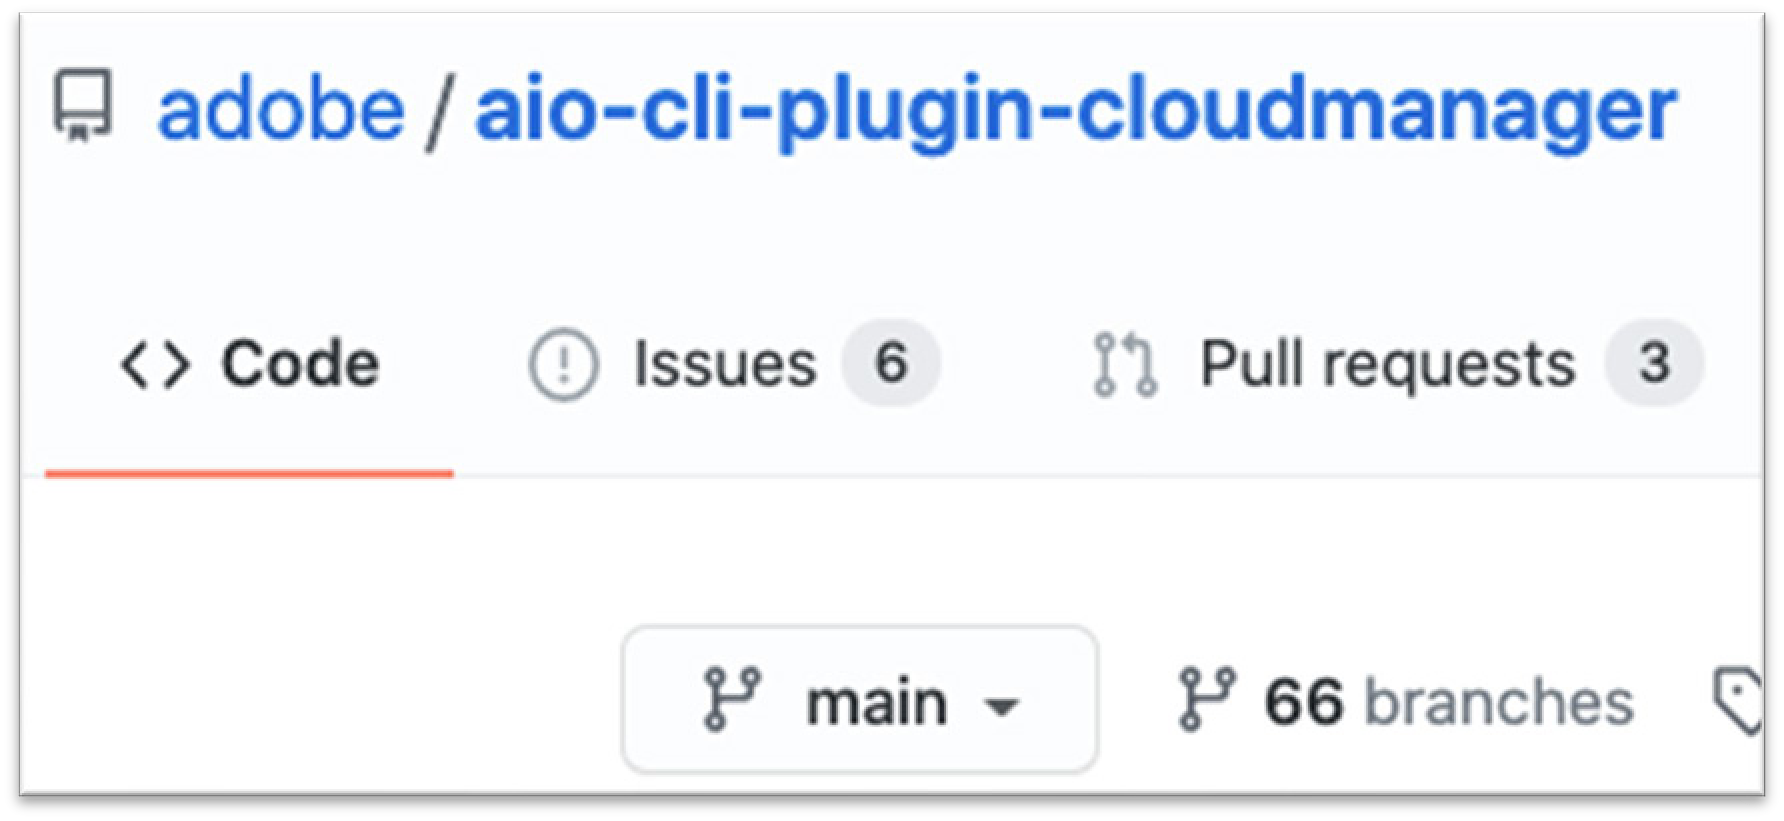 adobe / aio-cli-plugin-cloudmanager
<> Code Issues 6 Pull requests 3
main 66 branches